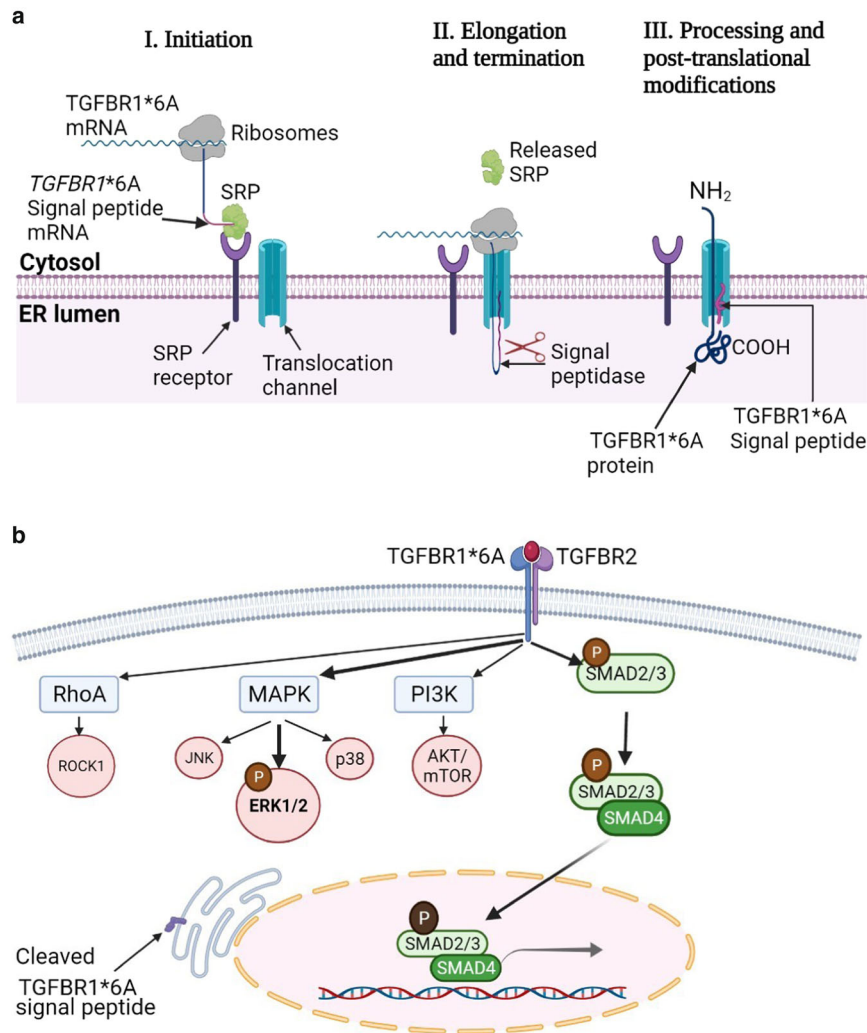 a
I. Initiation
II. Elongation
and termination
III. Processing and
post-translational
modifications
TGFBR1*6A
mRNA
Ribosomes
TGFBR1*6A
Signal peptide
mRNA
SRP
Released
SRP
NH2
Cytosol
ER lumen
SRP
receptor
Translocation
channel
Signal
peptidase
COOH
TGFBR1*6A
protein
TGFBR1*6A
Signal peptide
b
TGFBR1*6A
TGFBR2
RhoA
MAPK
PI3K
P
SMAD2/3
ROCK1
JNK
P
ERK1/2
p38
AKT/
mTOR
P
SMAD2/3
SMAD4
Cleaved
TGFBR1*6A
signal peptide
P
SMAD2/3
SMAD4